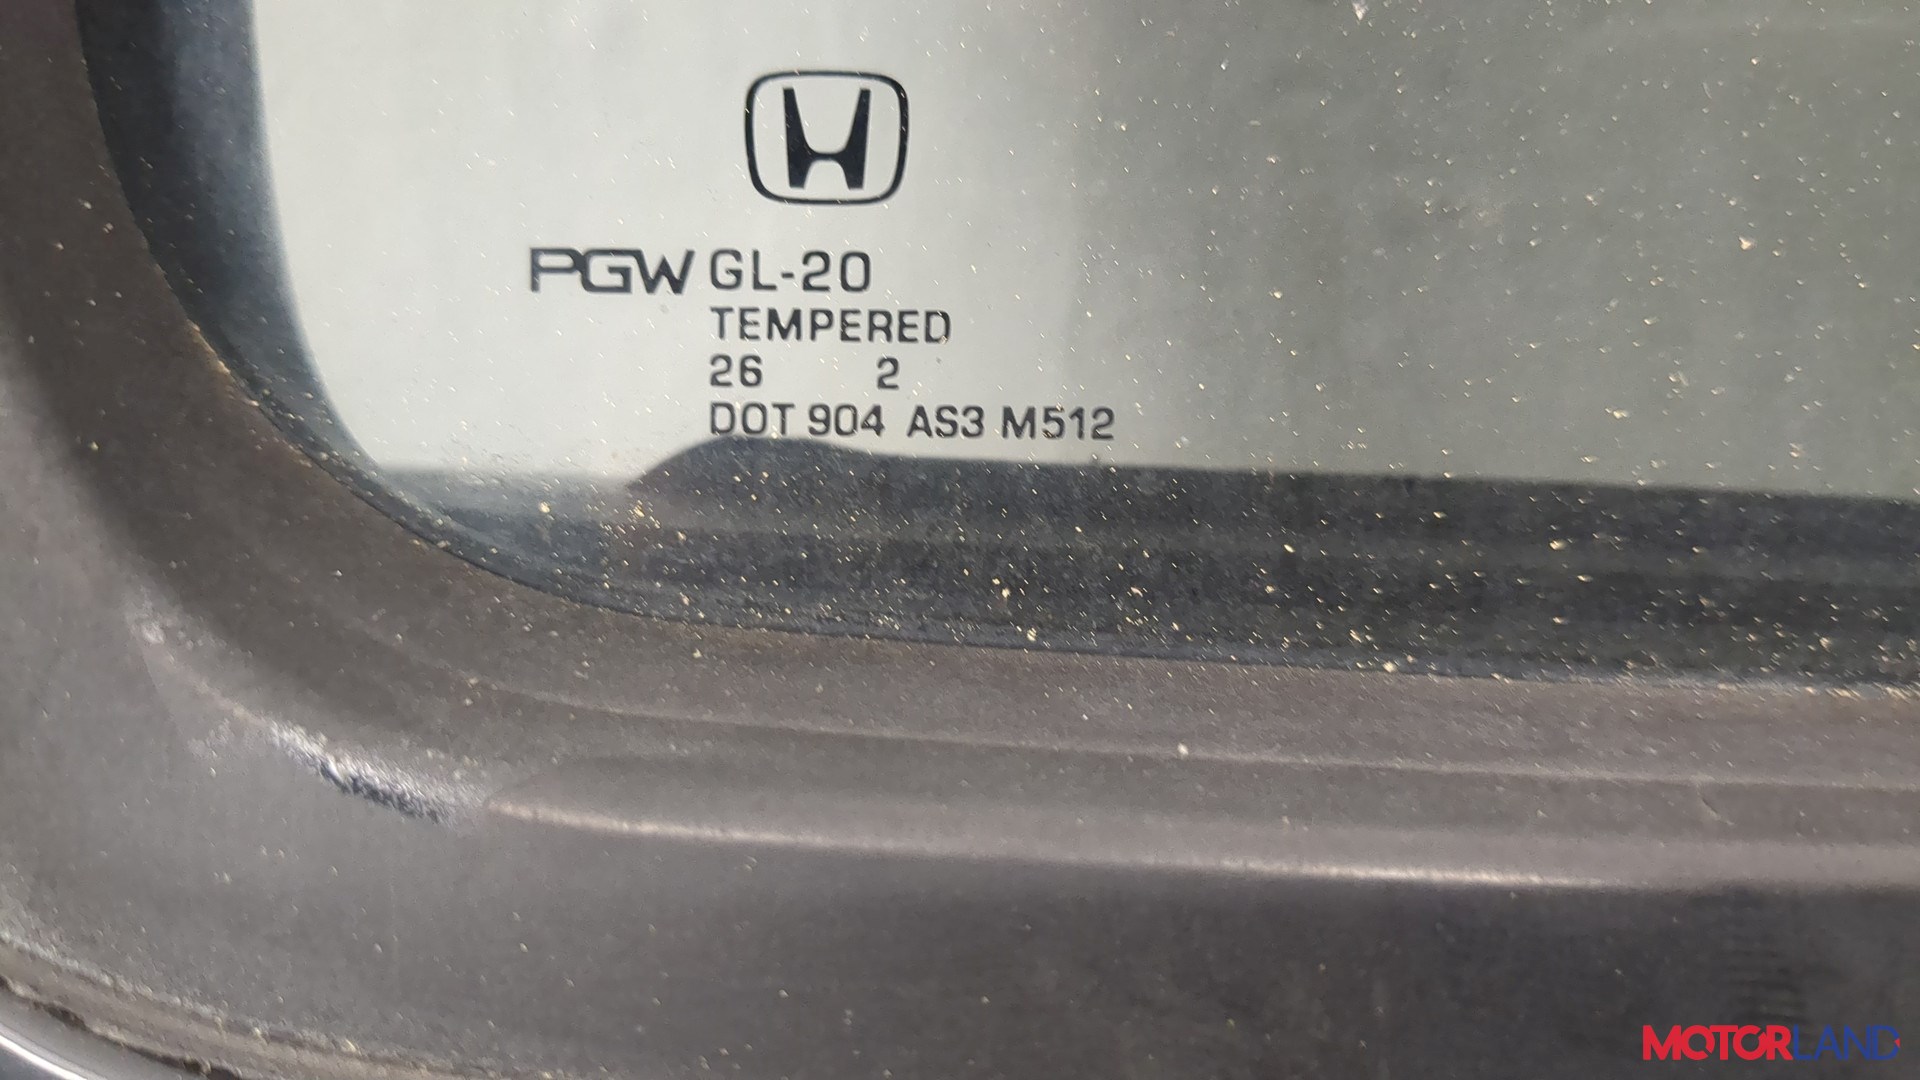 PGW GL-20
TEMPERED
26 2
DOT 904 AS3 M512
MOTORLAND